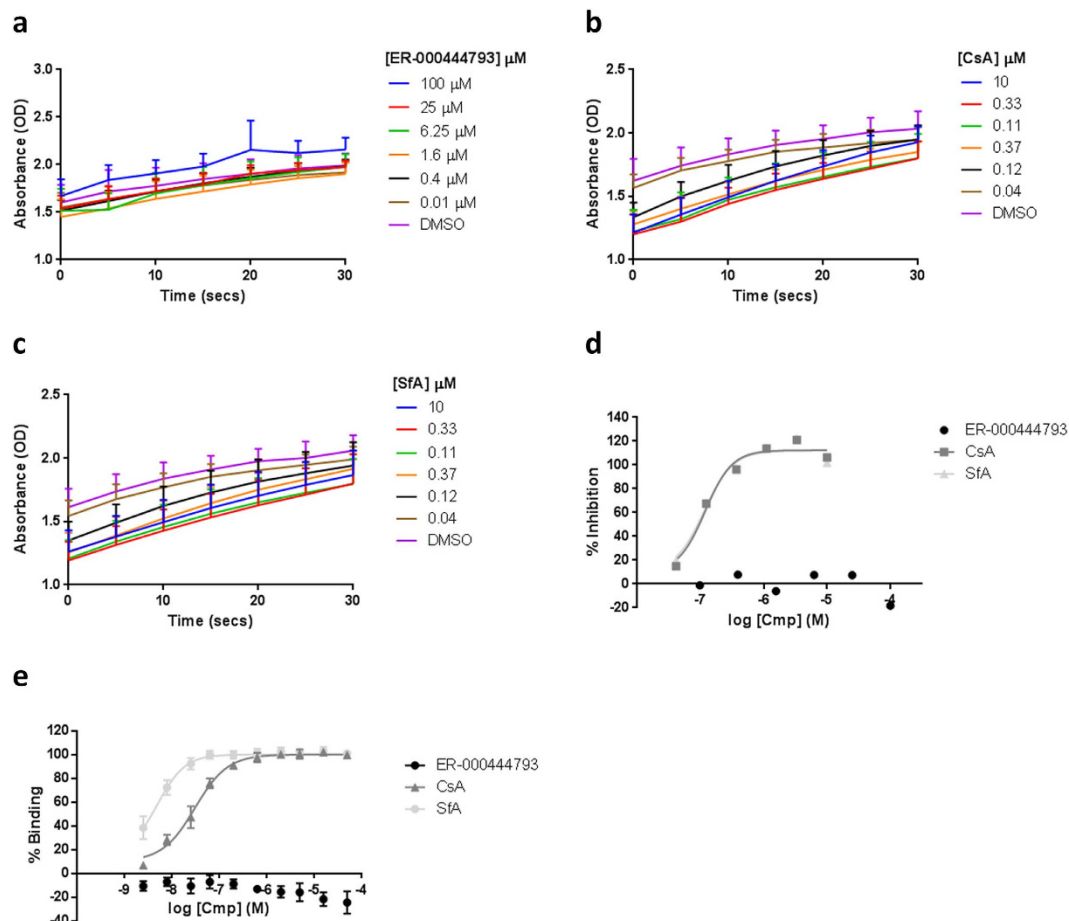 a
[ER-000444793] µM
3.0
2.5
2.0
1.5
1.0
Absorbance (OD)
0
10
20
30
Time (secs)
100 µM
25 µM
6.25 µM
1.6 µM
0.4 µM
0.01 µM
DMSO
b
[CsA] µM
2.5
2.0
1.5
1.0
Absorbance (OD)
0
10
20
30
Time (secs)
10
0.33
0.11
0.37
0.12
0.04
DMSO
c
[SfA] µM
2.5
2.0
1.5
1.0
Absorbance (OD)
0
10
20
30
Time (secs)
10
0.33
0.11
0.37
0.12
0.04
DMSO
d
140
120
100
80
60
40
20
0
-20
% Inhibition
-7
-6
-5
-4
log [Cmp] (M)
ER-000444793
CsA
SfA
e
120
100
80
60
40
20
0
-20
-40
% Binding
-9
-8
-7
-6
-5
-4
log [Cmp] (M)
ER-000444793
CsA
SfA